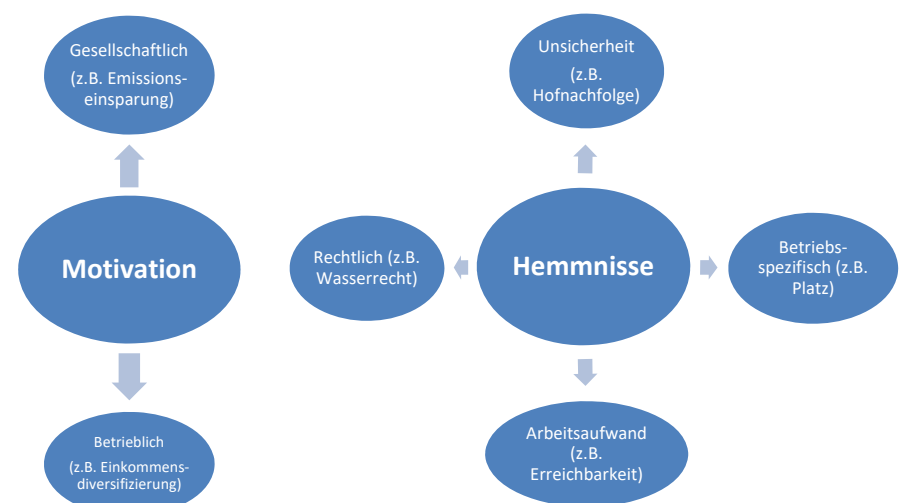 Gesellschaftlich
(z.B. Emissions-
einsparung)
Motivation
Betrieblich
(z.B. Einkommens-
diversifizierung)
Unsicherheit
(z.B.
Hofnachfolge)
Rechtlich (z.B.
Wasserrecht)
Hemmnisse
Betriebs-
spezifisch (z.B.
Platz)
Arbeitsaufwand
(z.B.
Erreichbarkeit)